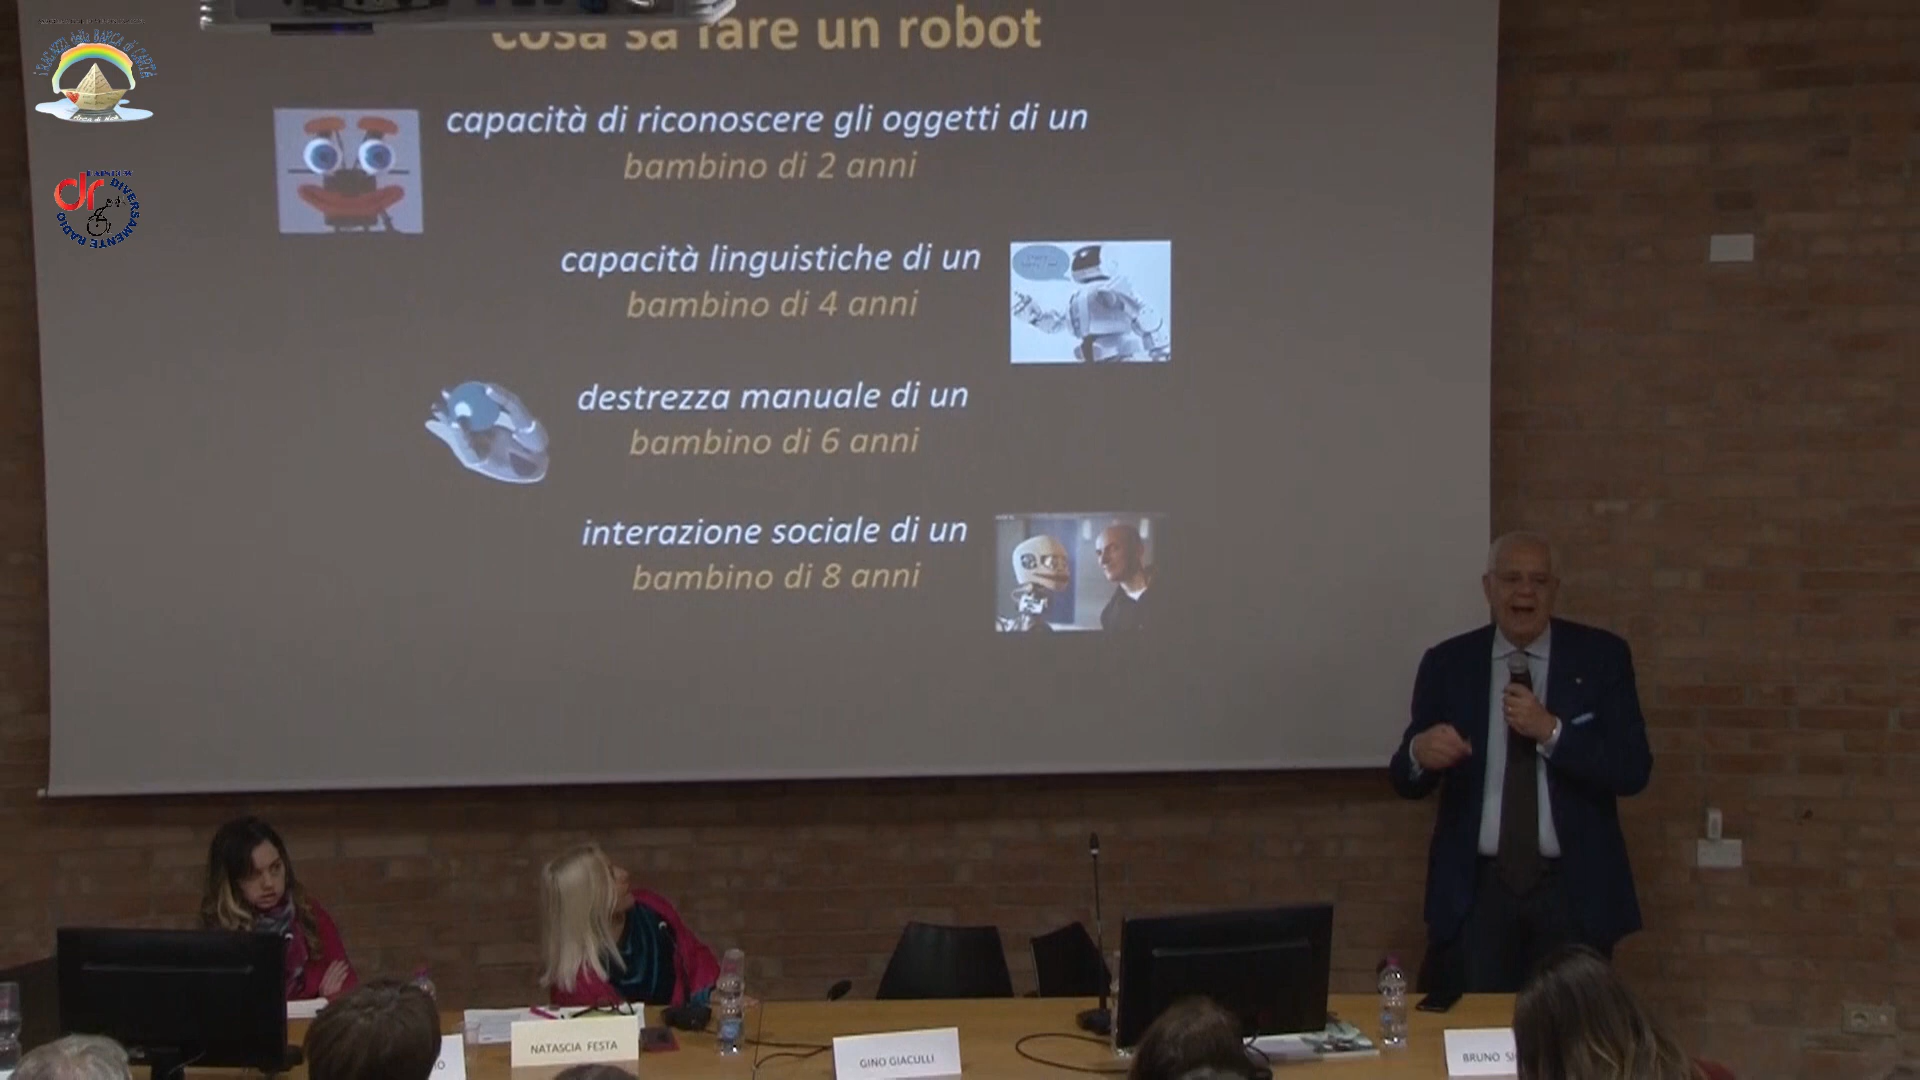 cosa sa fare un robot
capacità di riconoscere gli oggetti di un
bambino di 2 anni
capacità linguistiche di un
bambino di 4 anni
destrezza manuale di un
bambino di 6 anni
interazione sociale di un
bambino di 8 anni
dr
DIVERSAMENTE RADIO
NATASCIA FESTA
GINO GIACULLI
BRUNO